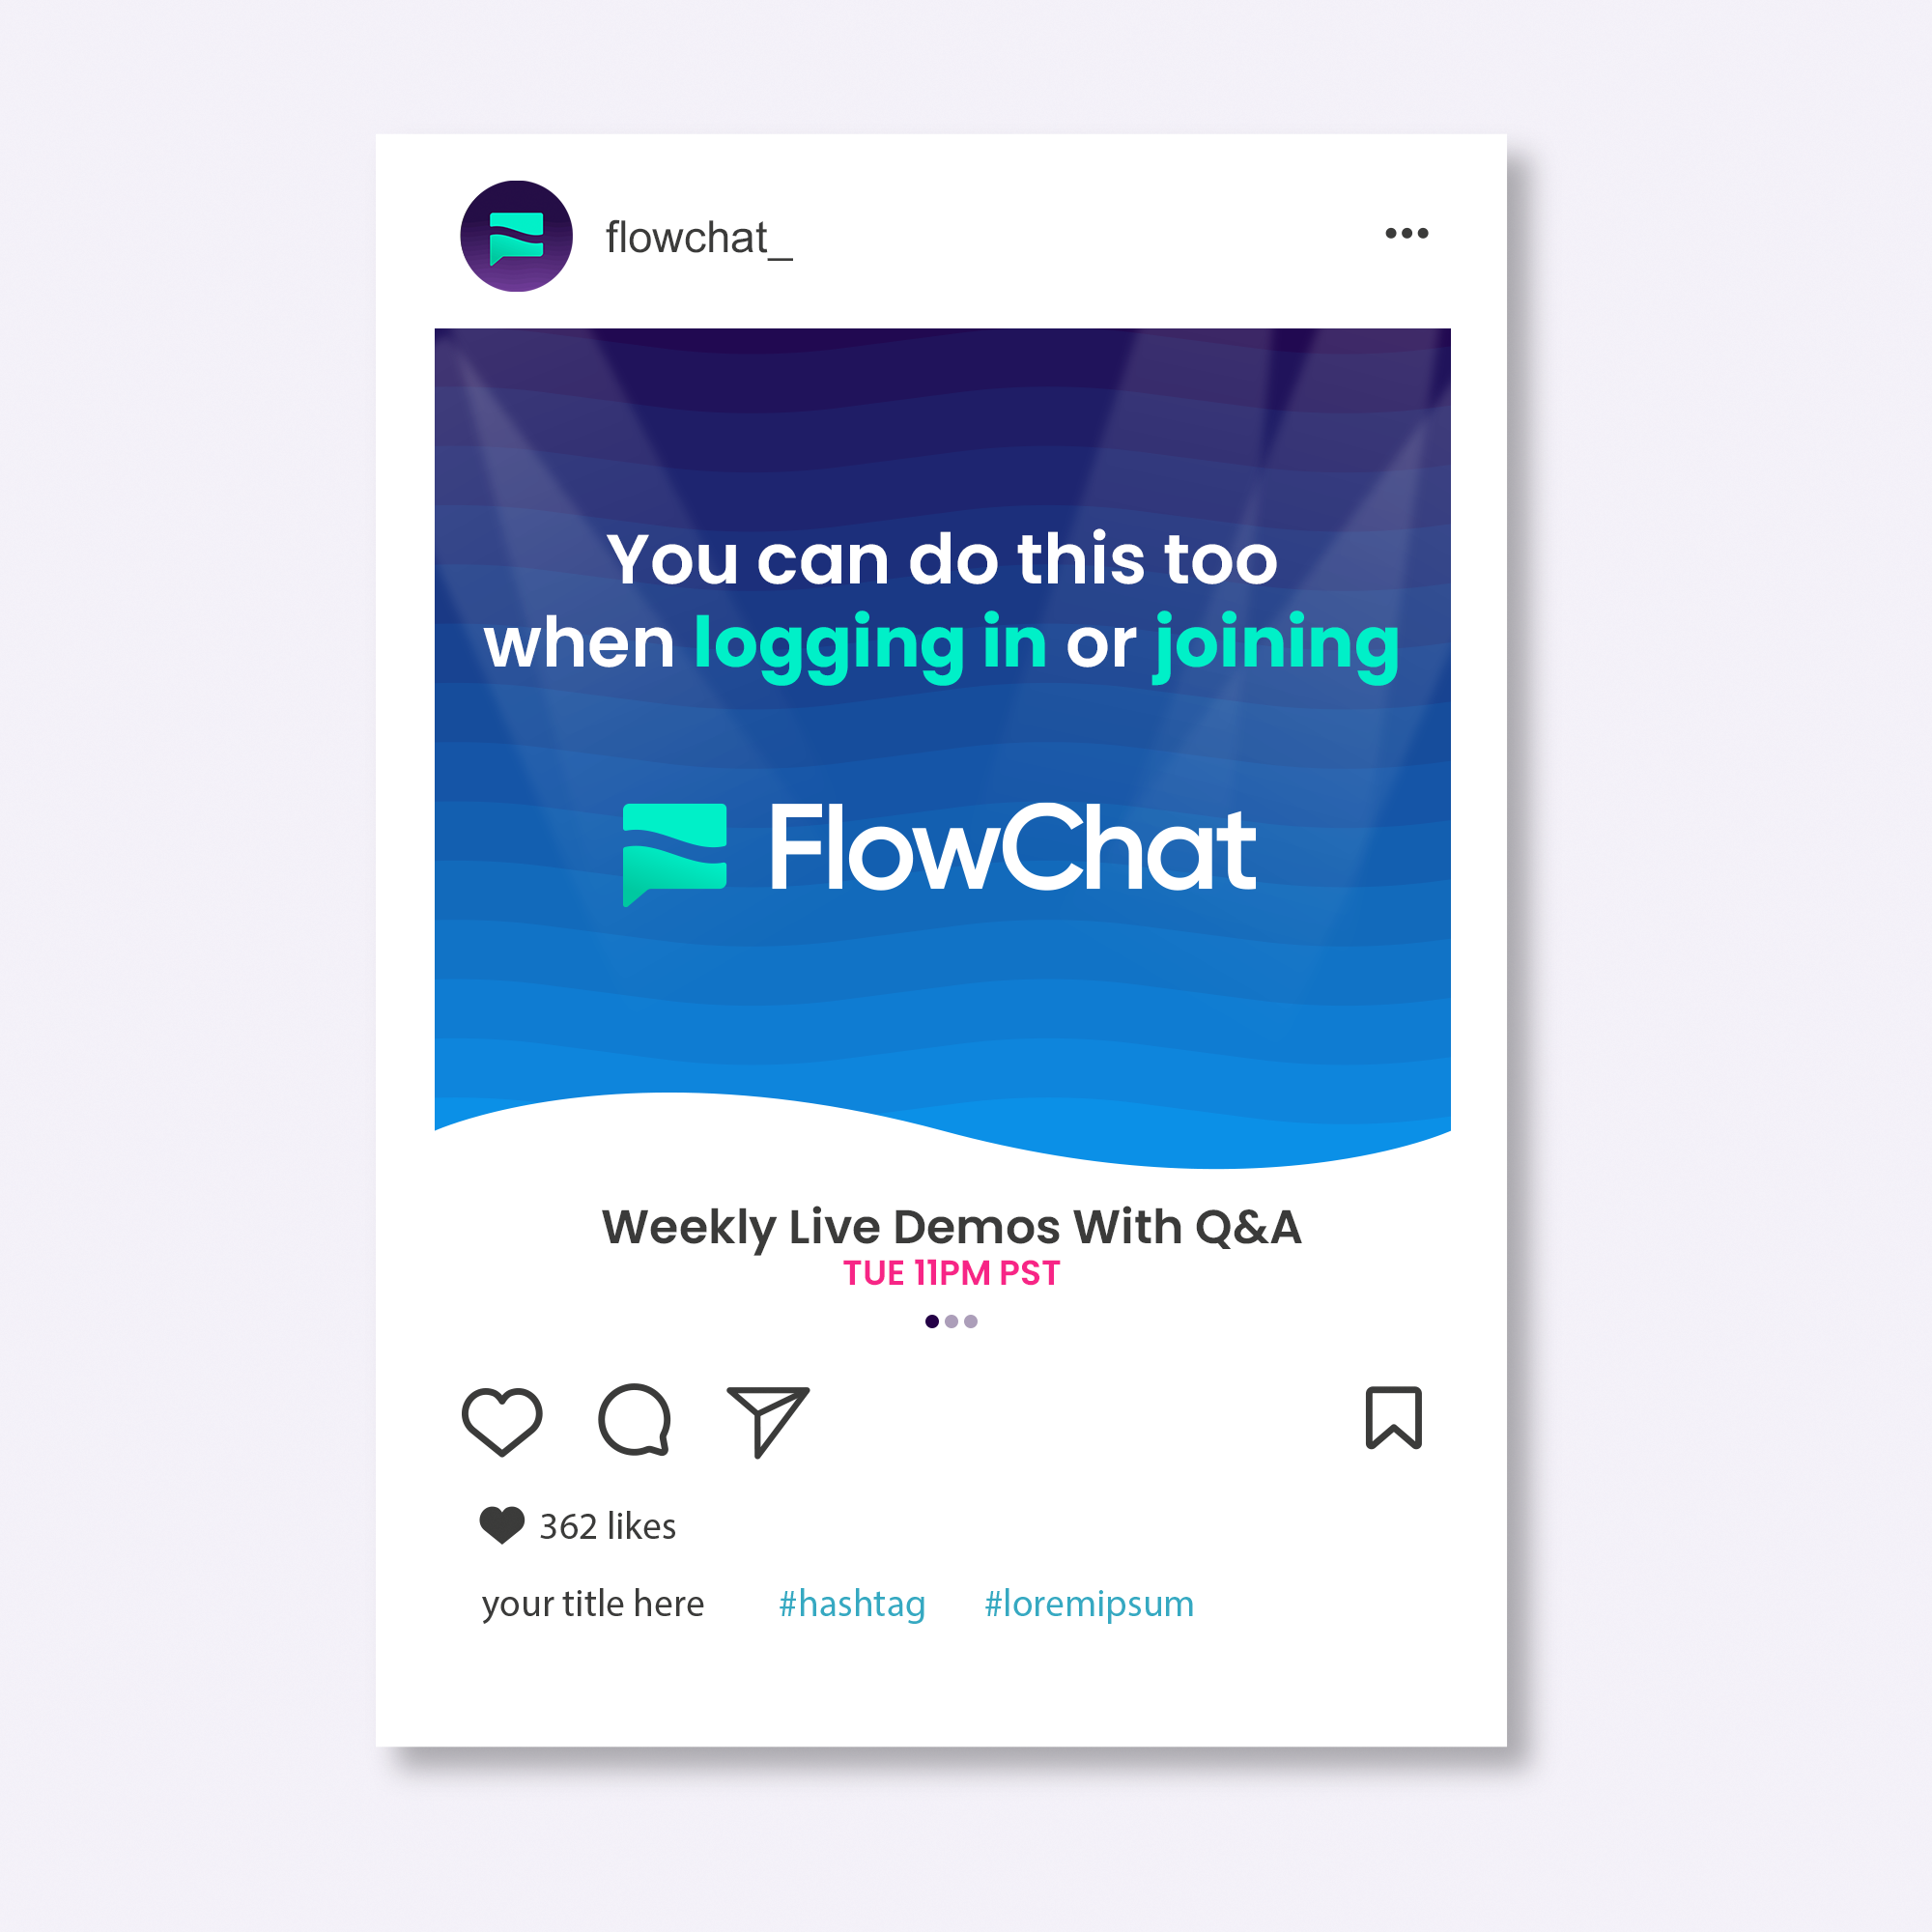 flowchat_
You can do this too
when logging in or joining
FlowChat
Weekly Live Demos With Q&A
TUE 11PM PST
362 likes
your title here #hashtag #loremipsum